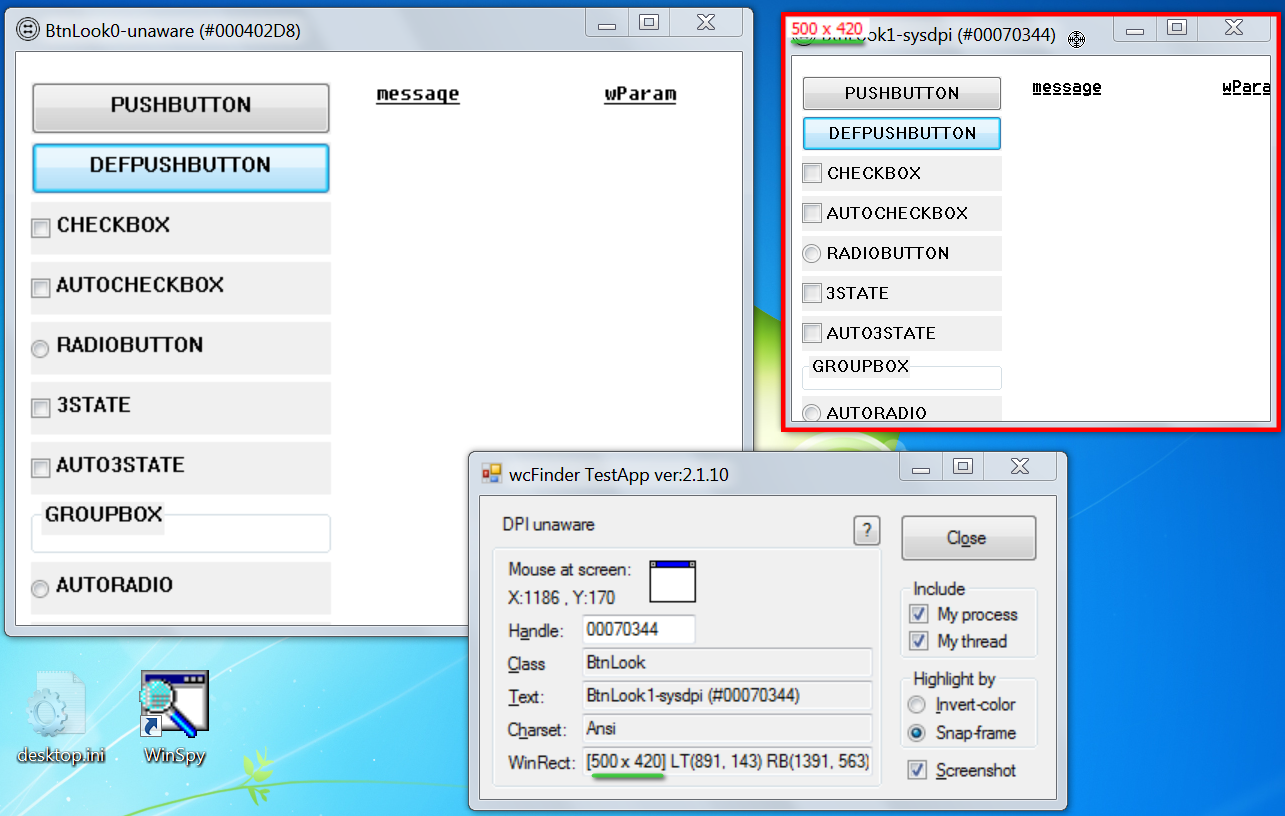 BtnLook0-unaware (#000402D8)
PUSHBUTTON
message
wParam
DEFPUSHBUTTON
CHECKBOX
AUTOCHECKBOX
RADIOBUTTON
3STATE
AUTO3STATE
GROUPBOX
AUTORADIO
500 x 420
BtnLook1-sysdpi (#00070344)
PUSHBUTTON
message
wPara
DEFPUSHBUTTON
CHECKBOX
AUTOCHECKBOX
RADIOBUTTON
3STATE
AUTO3STATE
GROUPBOX
AUTORADIO
wcFinder TestApp ver:2.1.10
DPI unaware
?
Close
Mouse at screen:
X:1186 , Y:170
Handle: 00070344
Class BtnLook
Text: BtnLook1-sysdpi (#00070344)
Charset: Ansi
WinRect: [500 x 420] LT(891, 143) RB(1391, 563)
Include
My process
My thread
Highlight by
Invert-color
Snap-frame
Screenshot
desktop.ini
WinSpy